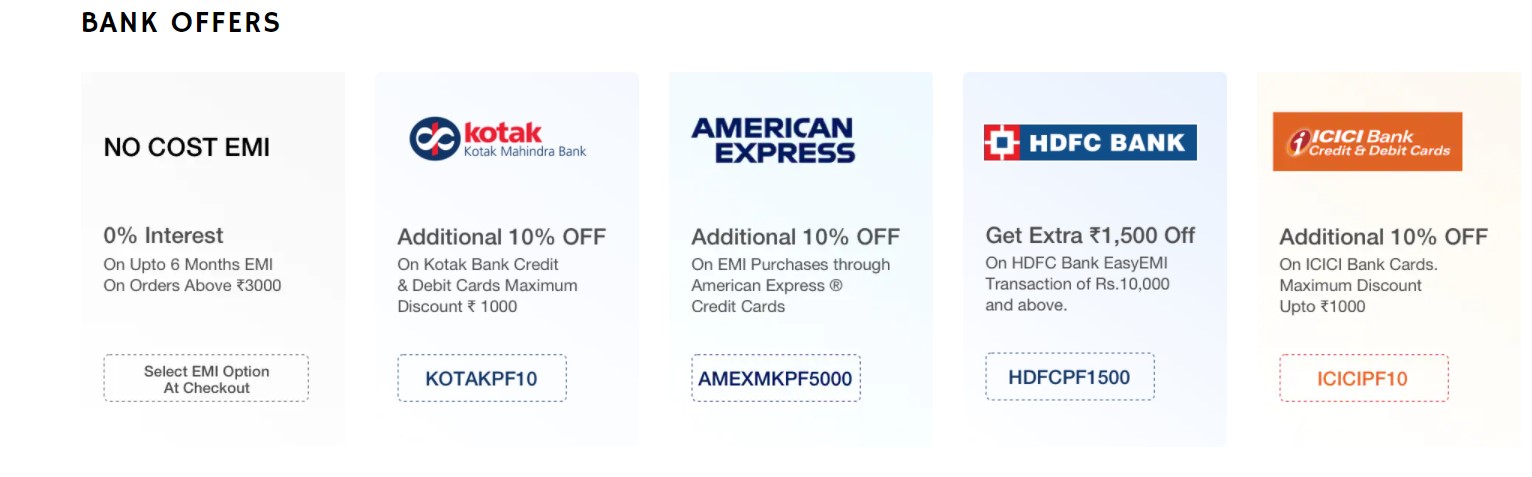 BANK OFFERS
NO COST EMI
0% Interest
On Upto 6 Months EMI
On Orders Above ₹3000
Select EMI Option
At Checkout
kotak
Kotak Mahindra Bank
Additional 10% OFF
On Kotak Bank Credit
& Debit Cards Maximum
Discount ₹ 1000
KOTAKPF10
AMERICAN
EXPRESS
Additional 10% OFF
On EMI Purchases through
American Express ®
Credit Cards
AMEXMKPF5000
HDFC BANK
Get Extra ₹1,500 Off
On HDFC Bank EasyEMI
Transaction of Rs.10,000
and above.
HDFCPF1500
ICICI Bank
Credit & Debit Cards
Additional 10% OFF
On ICICI Bank Cards.
Maximum Discount
Upto ₹1000
ICICIPF10